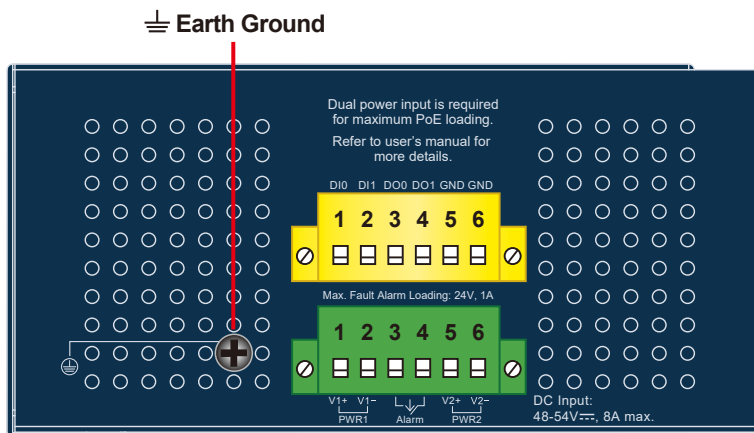 Earth Ground
Dual power input is required
for maximum PoE loading.
Refer to user's manual for
more details.
DI0 DI1 DO0 DO1 GND GND
1 2 3 4 5 6
Max. Fault Alarm Loading: 24V, 1A
1 2 3 4 5 6
V1+ V1− V2+ V2−
PWR1 Alarm PWR2
DC Input:
48-54V⎓, 8A max.